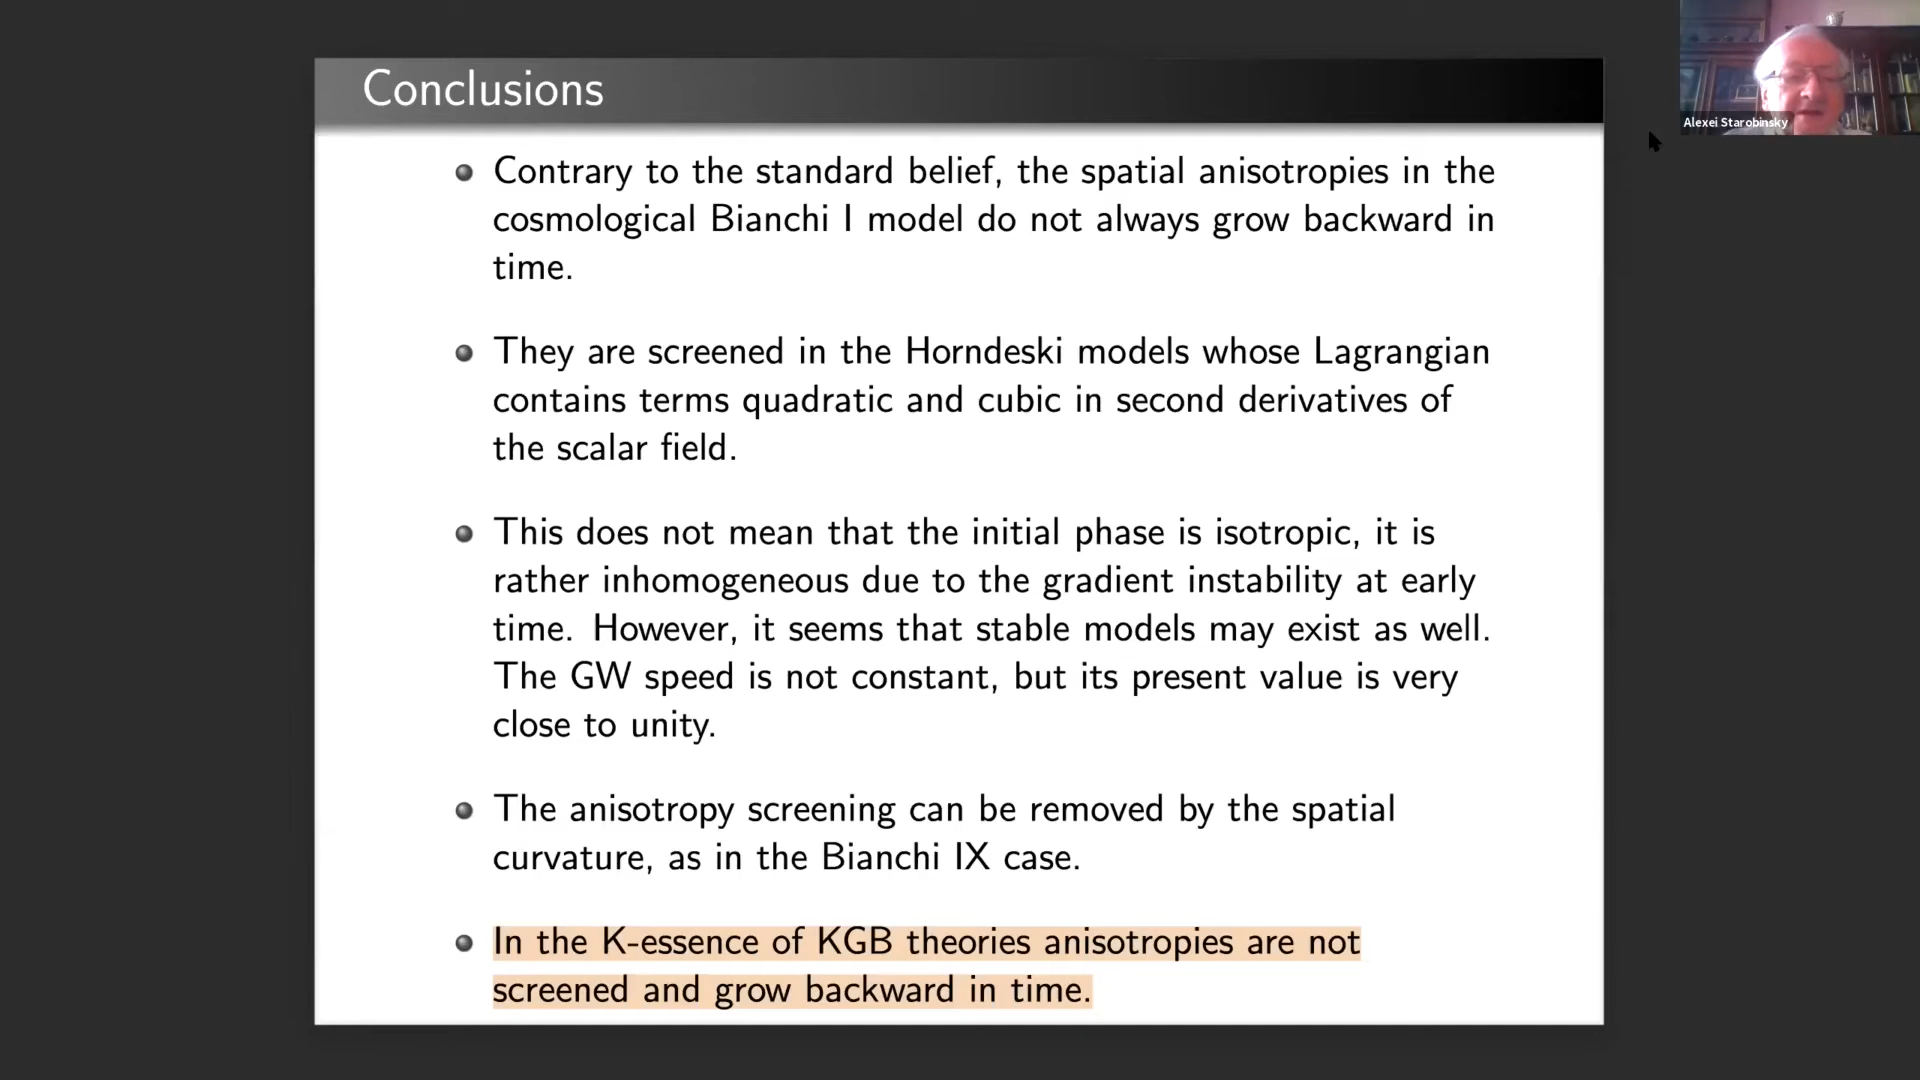 Conclusions
Alexei Starobinsky
Contrary to the standard belief, the spatial anisotropies in the
cosmological Bianchi I model do not always grow backward in
time.
They are screened in the Horndeski models whose Lagrangian
contains terms quadratic and cubic in second derivatives of
the scalar field.
This does not mean that the initial phase is isotropic, it is
rather inhomogeneous due to the gradient instability at early
time. However, it seems that stable models may exist as well.
The GW speed is not constant, but its present value is very
close to unity.
The anisotropy screening can be removed by the spatial
curvature, as in the Bianchi IX case.
In the K-essence of KGB theories anisotropies are not
screened and grow backward in time.